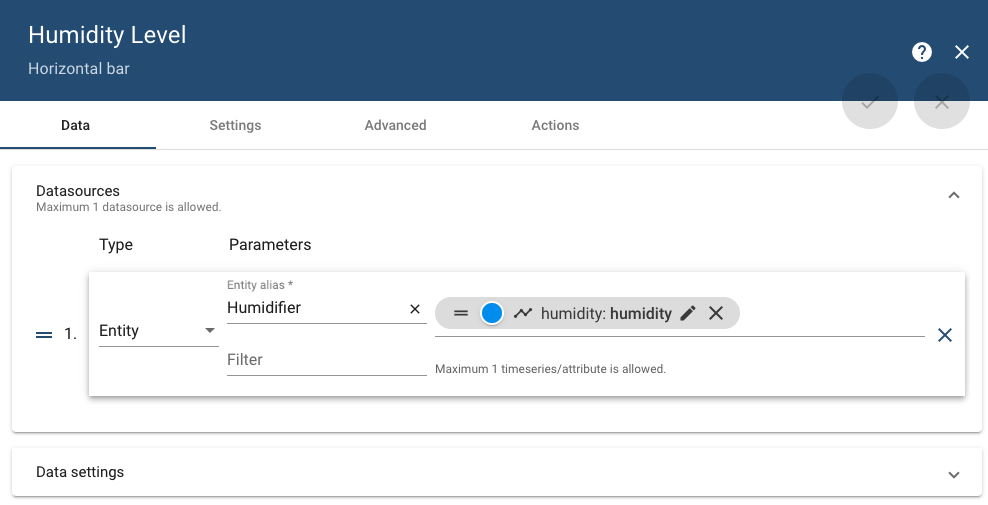 Humidity Level
Horizontal bar
?
Data Settings Advanced Actions
Datasources
Maximum 1 datasource is allowed.
Type Parameters
Entity alias *
Humidifier
humidity: humidity
1. Entity
Filter
Maximum 1 timeseries/attribute is allowed.
Data settings